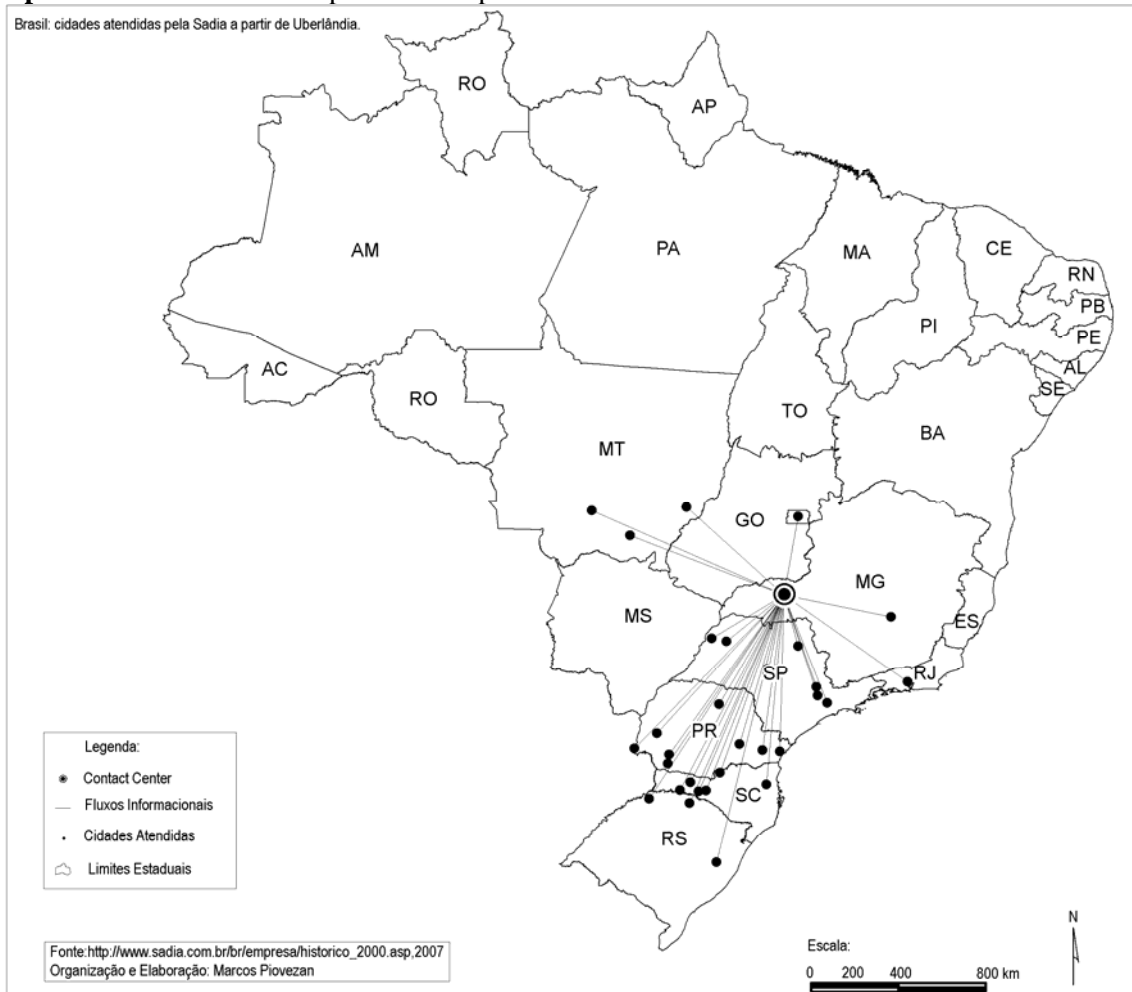 Brasil: cidades atendidas pela Sadia a partir de Uberlândia.
RO
AP
AM
PA
MA
CE
RN
PB
PE
PI
AL
SE
AC
RO
TO
BA
MT
GO
MG
ES
MS
SP
RJ
PR
SC
RS
Legenda:
Contact Center
Fluxos Informacionais
Cidades Atendidas
Limites Estaduais
Fonte:http://www.sadia.com.br/br/empresa/historico_2000.asp,2007
Organização e Elaboração: Marcos Piovezan
Escala:
0 200 400 800 km
N